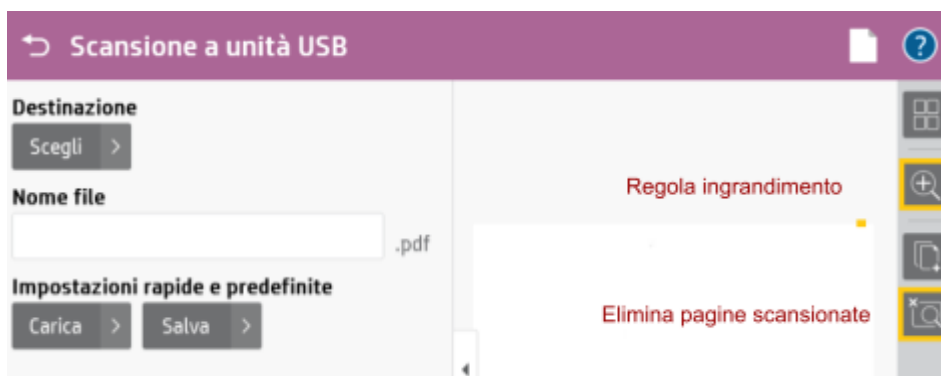 Scansione a unità USB
Destinazione
Scegli
Nome file
.pdf
Impostazioni rapide e predefinite
Carica
Salva
Regola ingrandimento
Elimina pagine scansionate